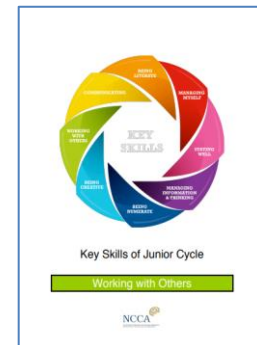 BEING
LITERATE
MANAGING
MYSELF
STAYING
WELL
MANAGING
INFORMATION
& THINKING
BEING
NUMERATE
BEING
CREATIVE
WORKING
WITH
OTHERS
COMMUNICATING
KEY
SKILLS
Key Skills of Junior Cycle
Working with Others
NCCA